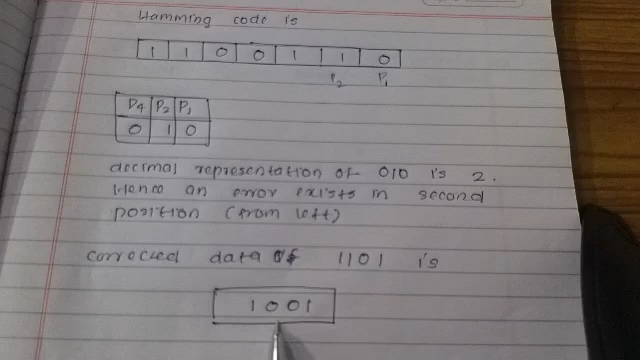 Hamming code is
1 1 0 0 1 1 0
P2 P1
P4 P2 P1
0 1 0
decimal representation of 010 is 2.
Hence an error exists in second
position (from left)
corrected data of 1101 is
1001